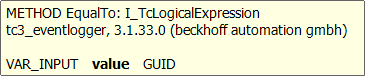 METHOD EqualTo: I_TcLogicalExpression
tc3_eventlogger, 3.1.33.0 (beckhoff automation gmbh)
VAR_INPUT value GUID